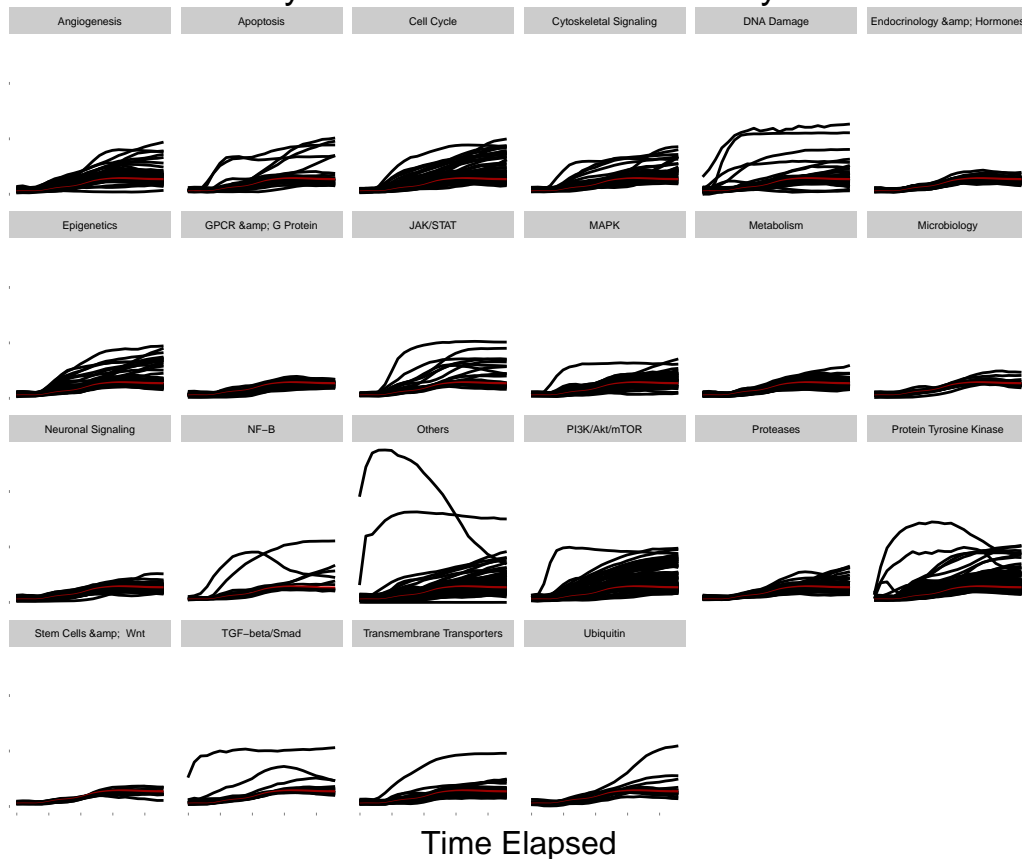 Angiogenesis
Apoptosis
Cell Cycle
Cytoskeletal Signaling
DNA Damage
Endocrinology &amp; Hormones
Epigenetics
GPCR &amp; G Protein
JAK/STAT
MAPK
Metabolism
Microbiology
Neuronal Signaling
NF−B
Others
PI3K/Akt/mTOR
Proteases
Protein Tyrosine Kinase
Stem Cells &amp;  Wnt
TGF−beta/Smad
Transmembrane Transporters
Ubiquitin
Time Elapsed